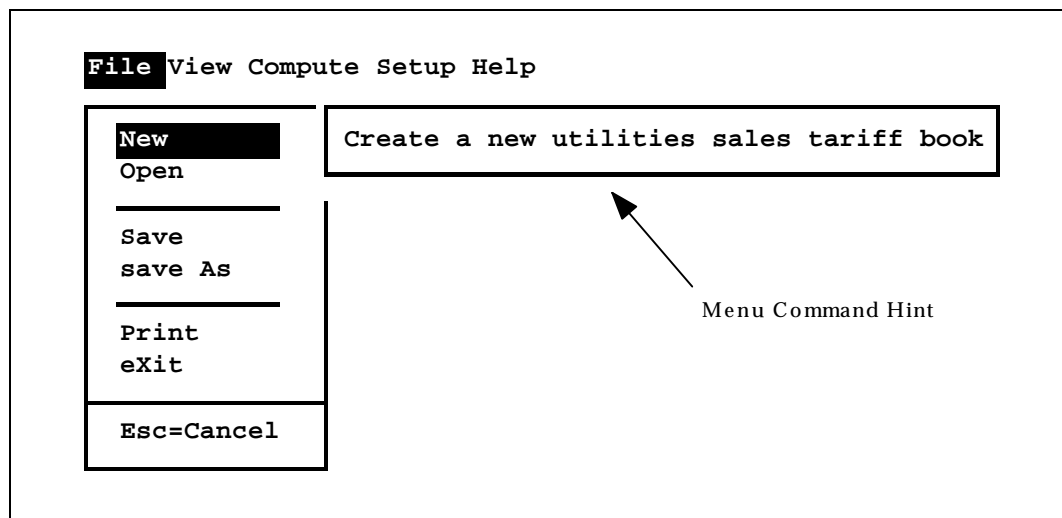 File View Compute Setup Help
New
Create a new utilities sales tariff book
Open
Save
save As
Menu Command Hint
Print
eXit
Esc=Cancel